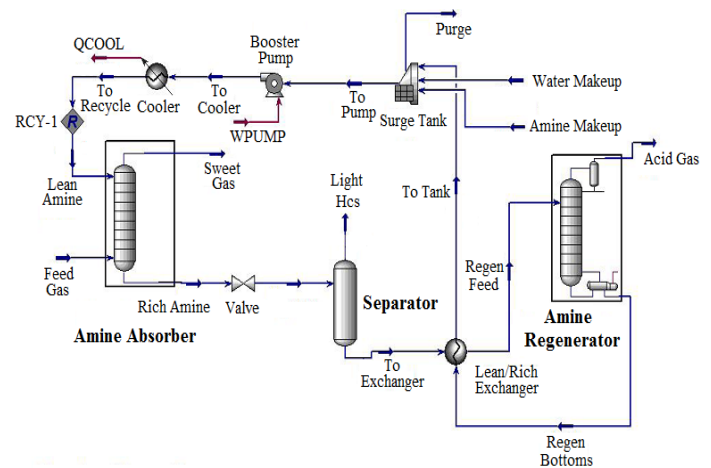 Purge
QCOOL
Booster
Pump
Water Makeup
To
Recycle
Cooler
To
Cooler
To
Pump
Surge Tank
RCY-1
R
WPUMP
Amine Makeup
Acid Gas
Lean
Amine
Sweet
Gas
Light
Hcs
To Tank
Regen
Feed
Feed
Gas
Rich Amine
Valve
Separator
Amine Absorber
To
Exchanger
Lean/Rich
Exchanger
Amine
Regenerator
Regen
Bottoms